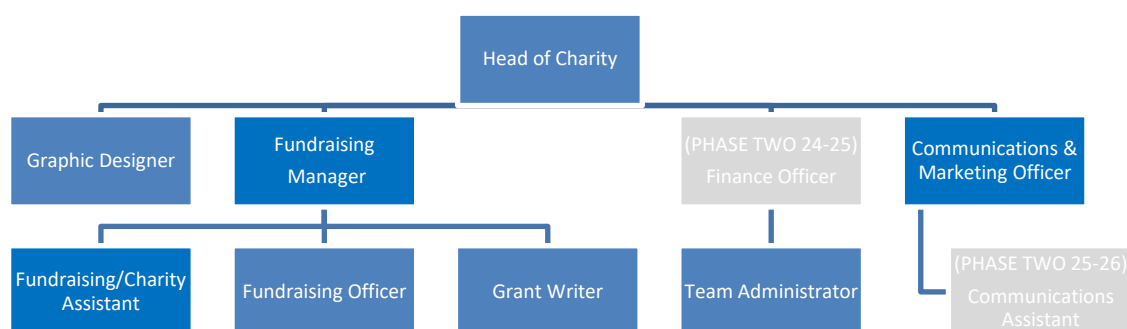 Head of Charity
Graphic Designer
Fundraising
Manager
(PHASE TWO 24-25)
Finance Officer
Communications &
Marketing Officer
Fundraising/Charity
Assistant
Fundraising Officer
Grant Writer
Team Administrator
(PHASE TWO 25-26)
Communications
Assistant